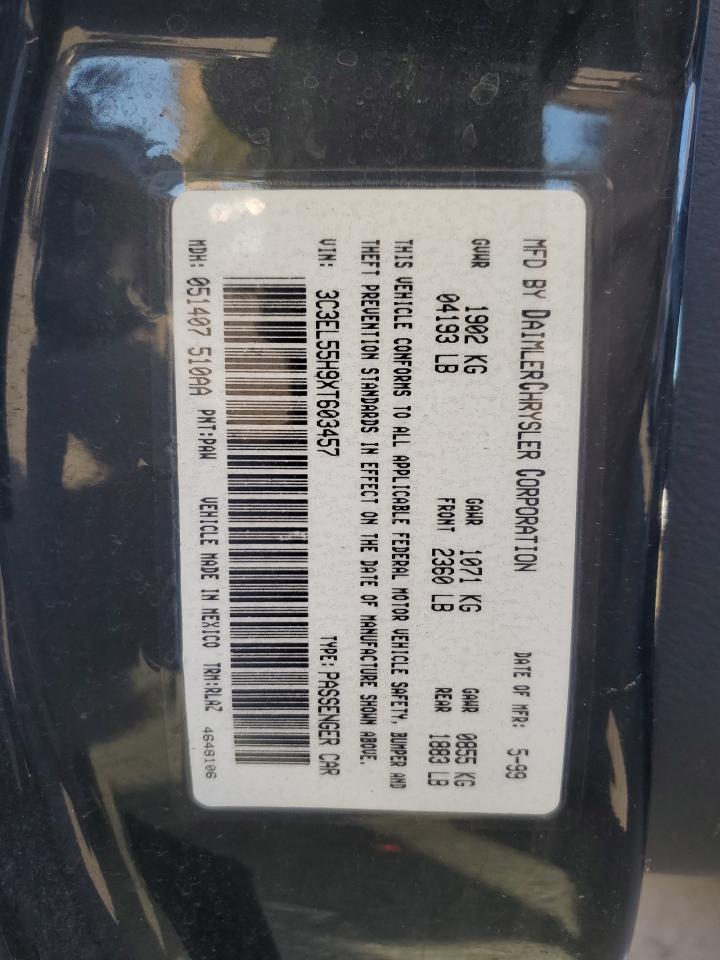 MFD BY DAIMLERCHRYSLER CORPORATION DATE OF MFR: 5-99
GVWR 1902 KG GAWR 1071 KG GAWR 0855 KG
04193 LB FRONT 2360 LB REAR 1883 LB
THIS VEHICLE CONFORMS TO ALL APPLICABLE FEDERAL MOTOR VEHICLE SAFETY, BUMPER AND
THEFT PREVENTION STANDARDS IN EFFECT ON THE DATE OF MANUFACTURE SHOWN ABOVE.
VIN: 3C3EL55H9XT603457 TYPE: PASSENGER CAR
MDH: 051407 510AA PNT:PAW VEHICLE MADE IN MEXICO TRM:RLAZ 4648106